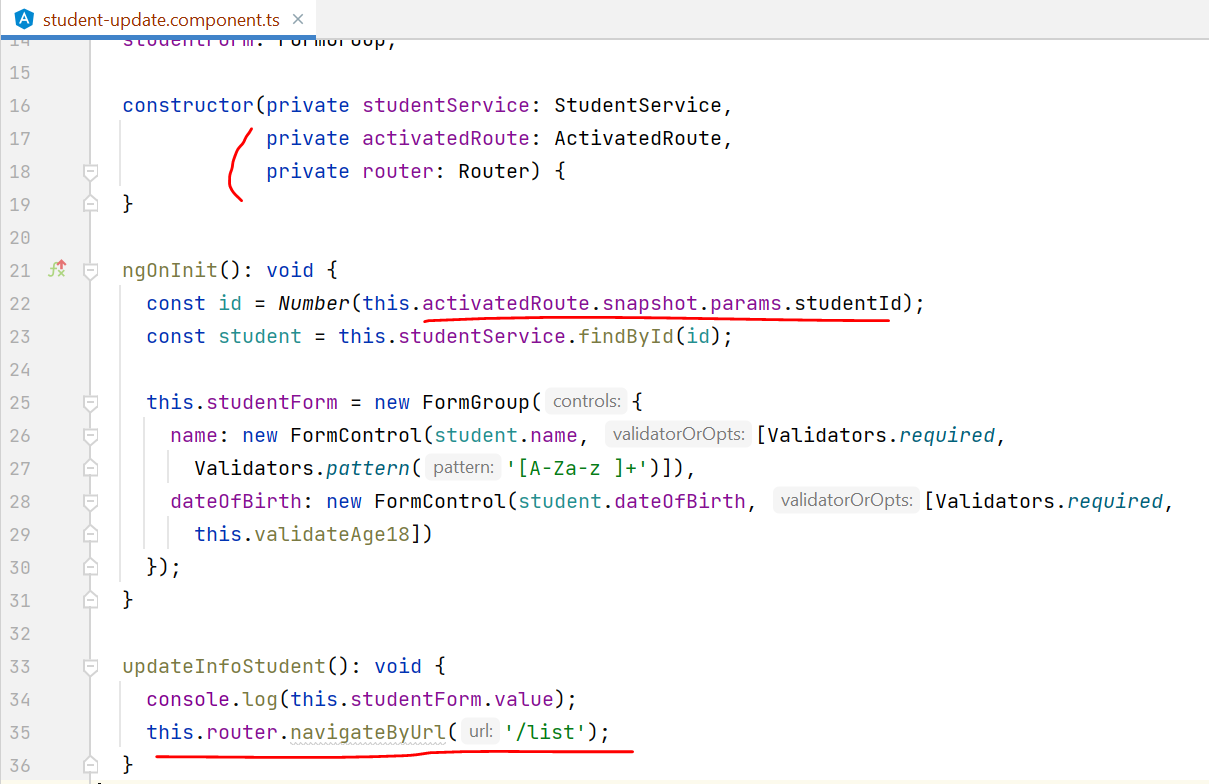 student-update.component.ts ×
14 studentForm: FormGroup;
15
16 constructor(private studentService: StudentService,
17 private activatedRoute: ActivatedRoute,
18 private router: Router) {
19 }
20
21 ngOnInit(): void {
22 const id = Number(this.activatedRoute.snapshot.params.studentId);
23 const student = this.studentService.findById(id);
24
25 this.studentForm = new FormGroup( controls: {
26 name: new FormControl(student.name, validatorOrOpts: [Validators.required,
27 Validators.pattern( pattern: '[A-Za-z ]+')]),
28 dateOfBirth: new FormControl(student.dateOfBirth, validatorOrOpts: [Validators.required,
29 this.validateAge18])
30 });
31 }
32
33 updateInfoStudent(): void {
34 console.log(this.studentForm.value);
35 this.router.navigateByUrl( url: '/list');
36 }